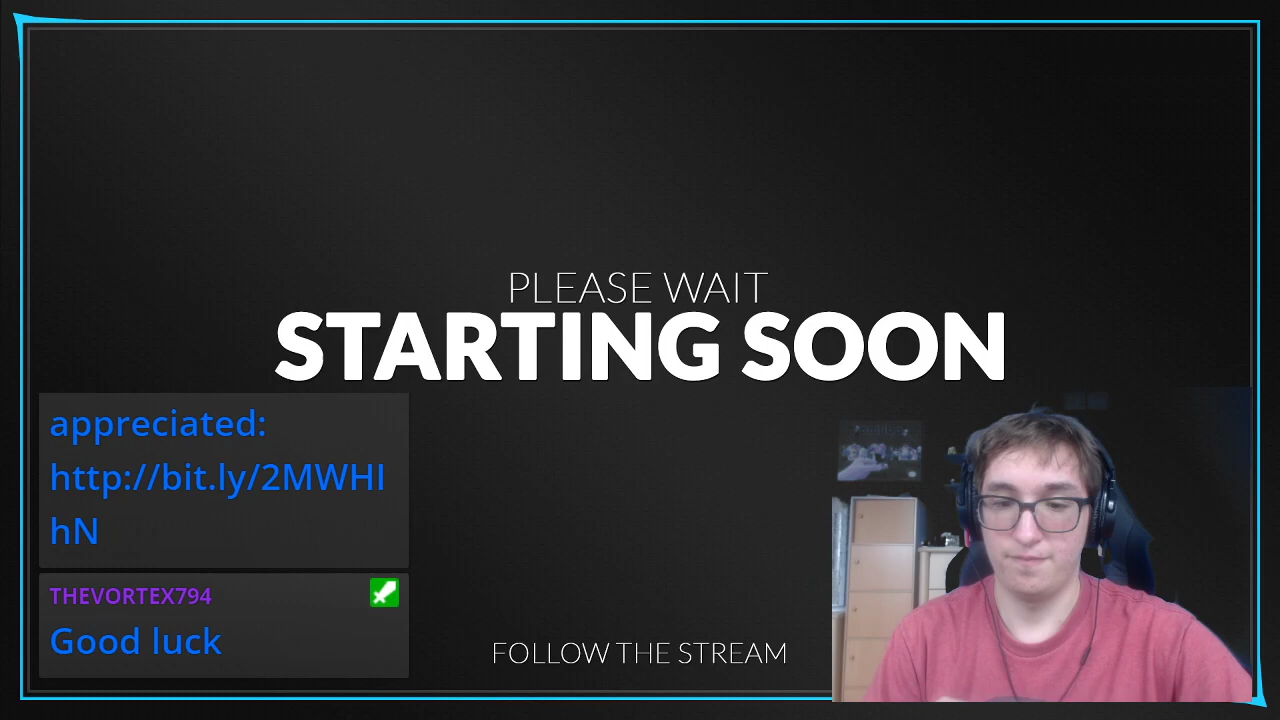 PLEASE WAIT
STARTING SOON
appreciated:
http://bit.ly/2MWHI
hN
THEVORTEX794
Good luck
FOLLOW THE STREAM